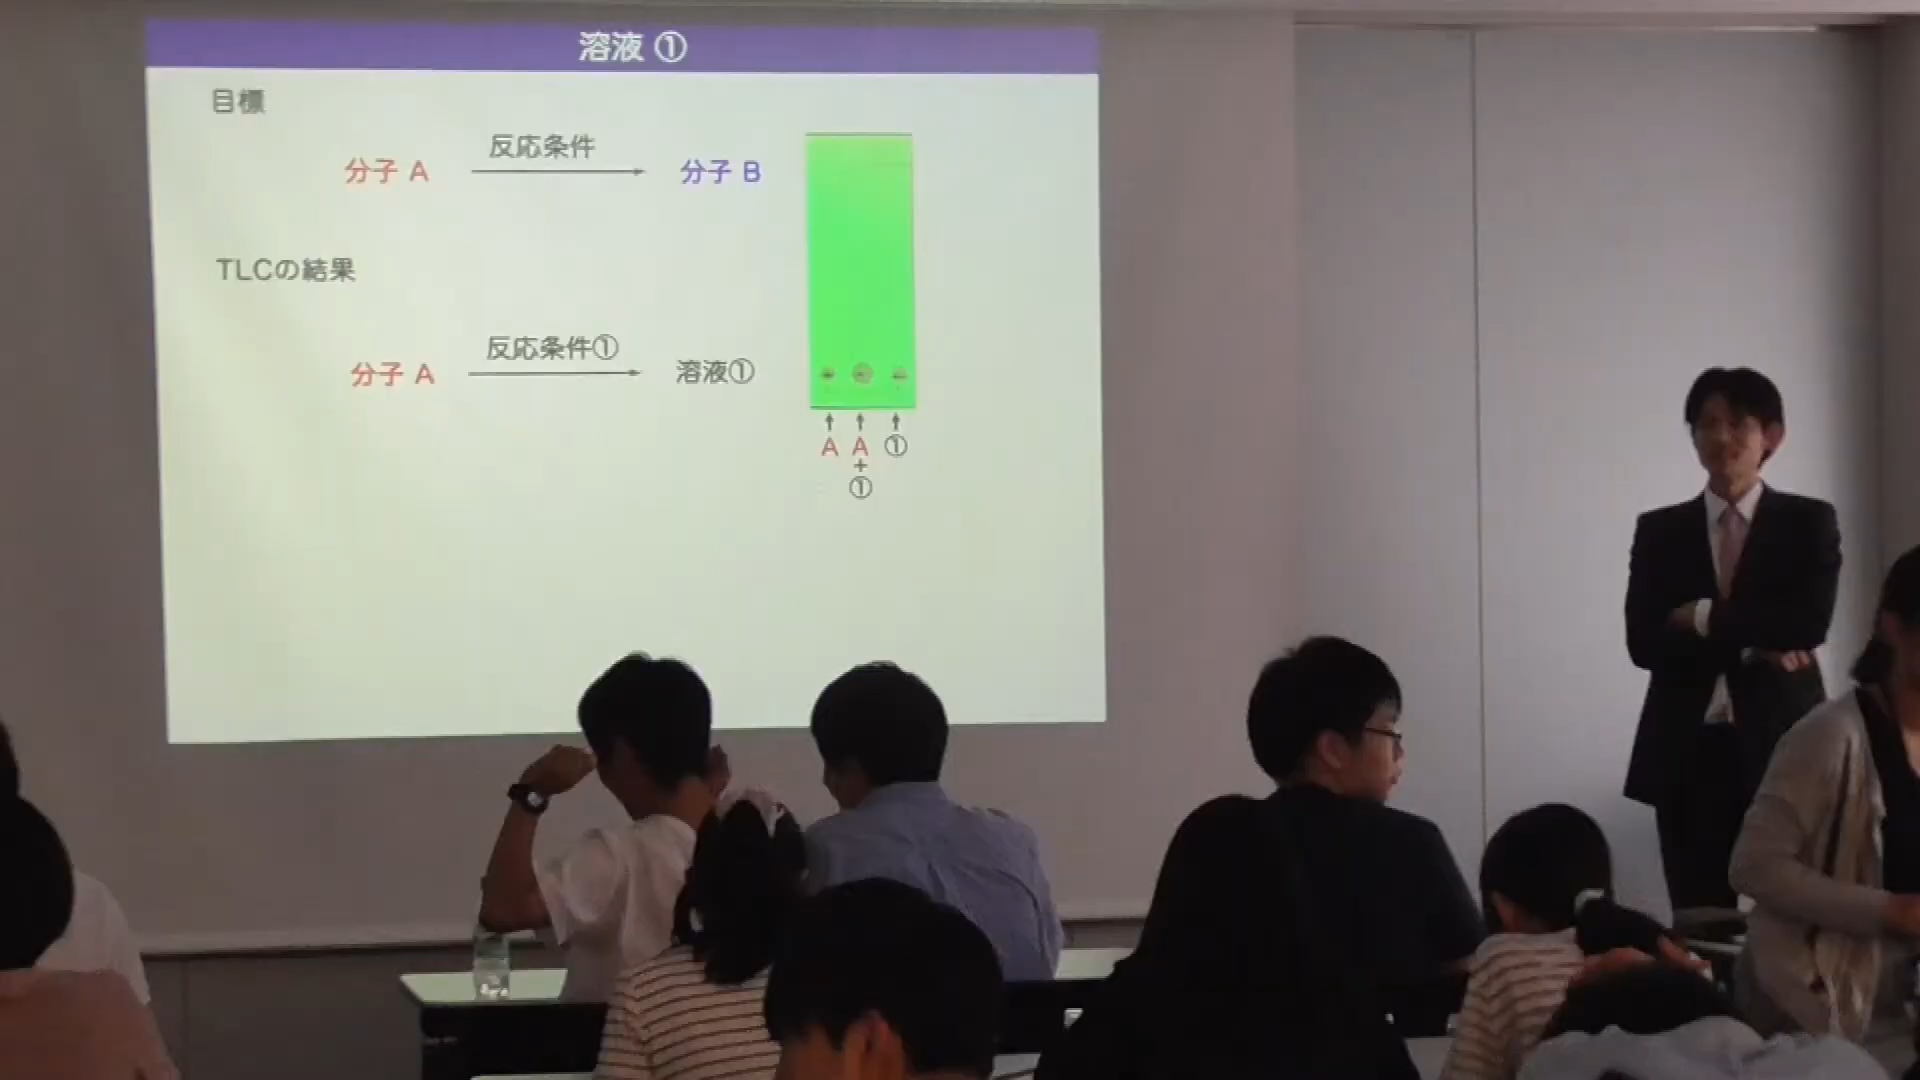 溶液 ①
目標
分子 A
反応条件
分子 B
TLCの結果
分子 A
反応条件①
溶液①
A
A
①
+
①